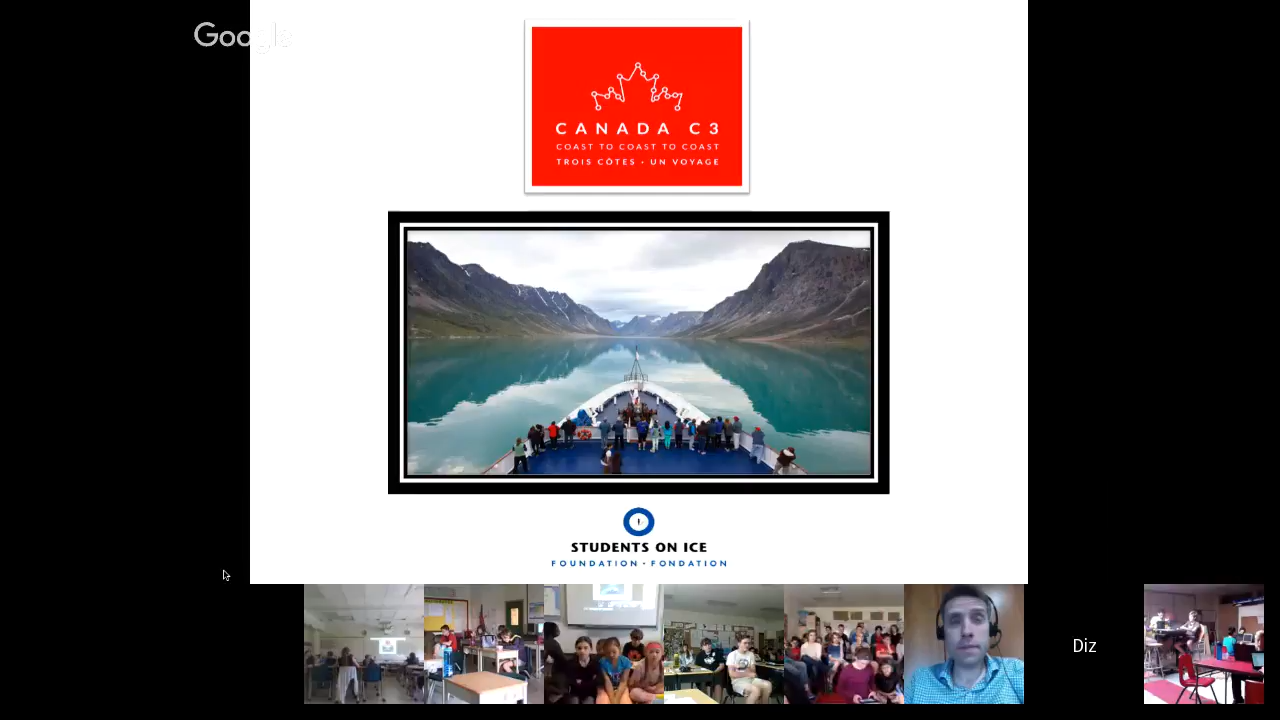 Google
CANADA C3
COAST TO COAST TO COAST
TROIS CÔTES • UN VOYAGE
STUDENTS ON ICE
FOUNDATION • FONDATION
Diz